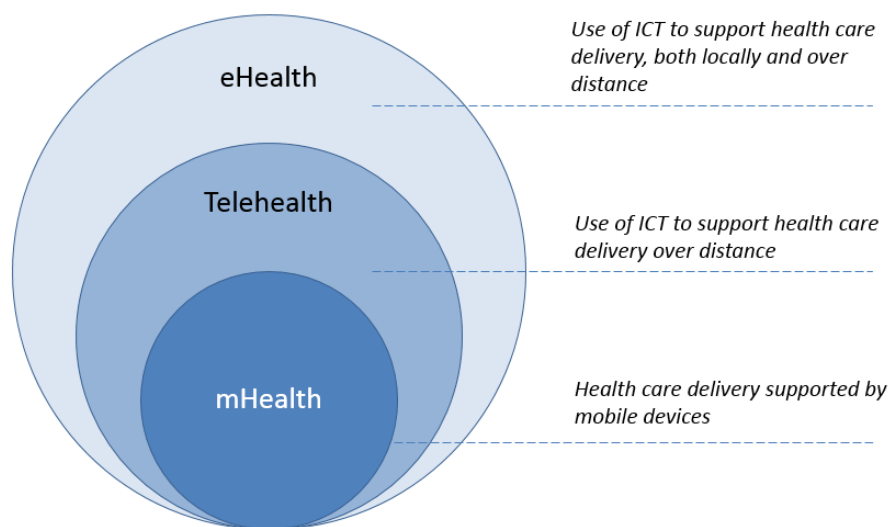 eHealth
Use of ICT to support health care
delivery, both locally and over
distance
Telehealth
Use of ICT to support health care
delivery over distance
mHealth
Health care delivery supported by
mobile devices